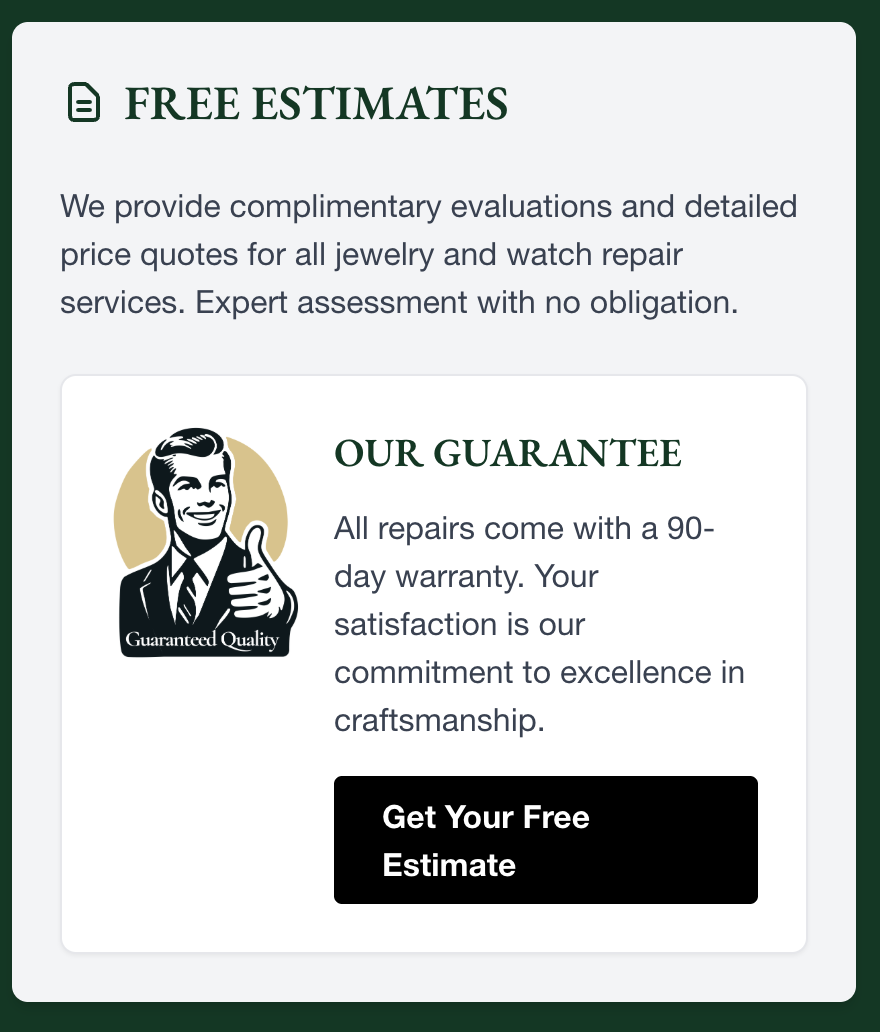 FREE ESTIMATES
We provide complimentary evaluations and detailed
price quotes for all jewelry and watch repair
services. Expert assessment with no obligation.
Guaranteed Quality
OUR GUARANTEE
All repairs come with a 90-
day warranty. Your
satisfaction is our
commitment to excellence in
craftsmanship.
Get Your Free
Estimate